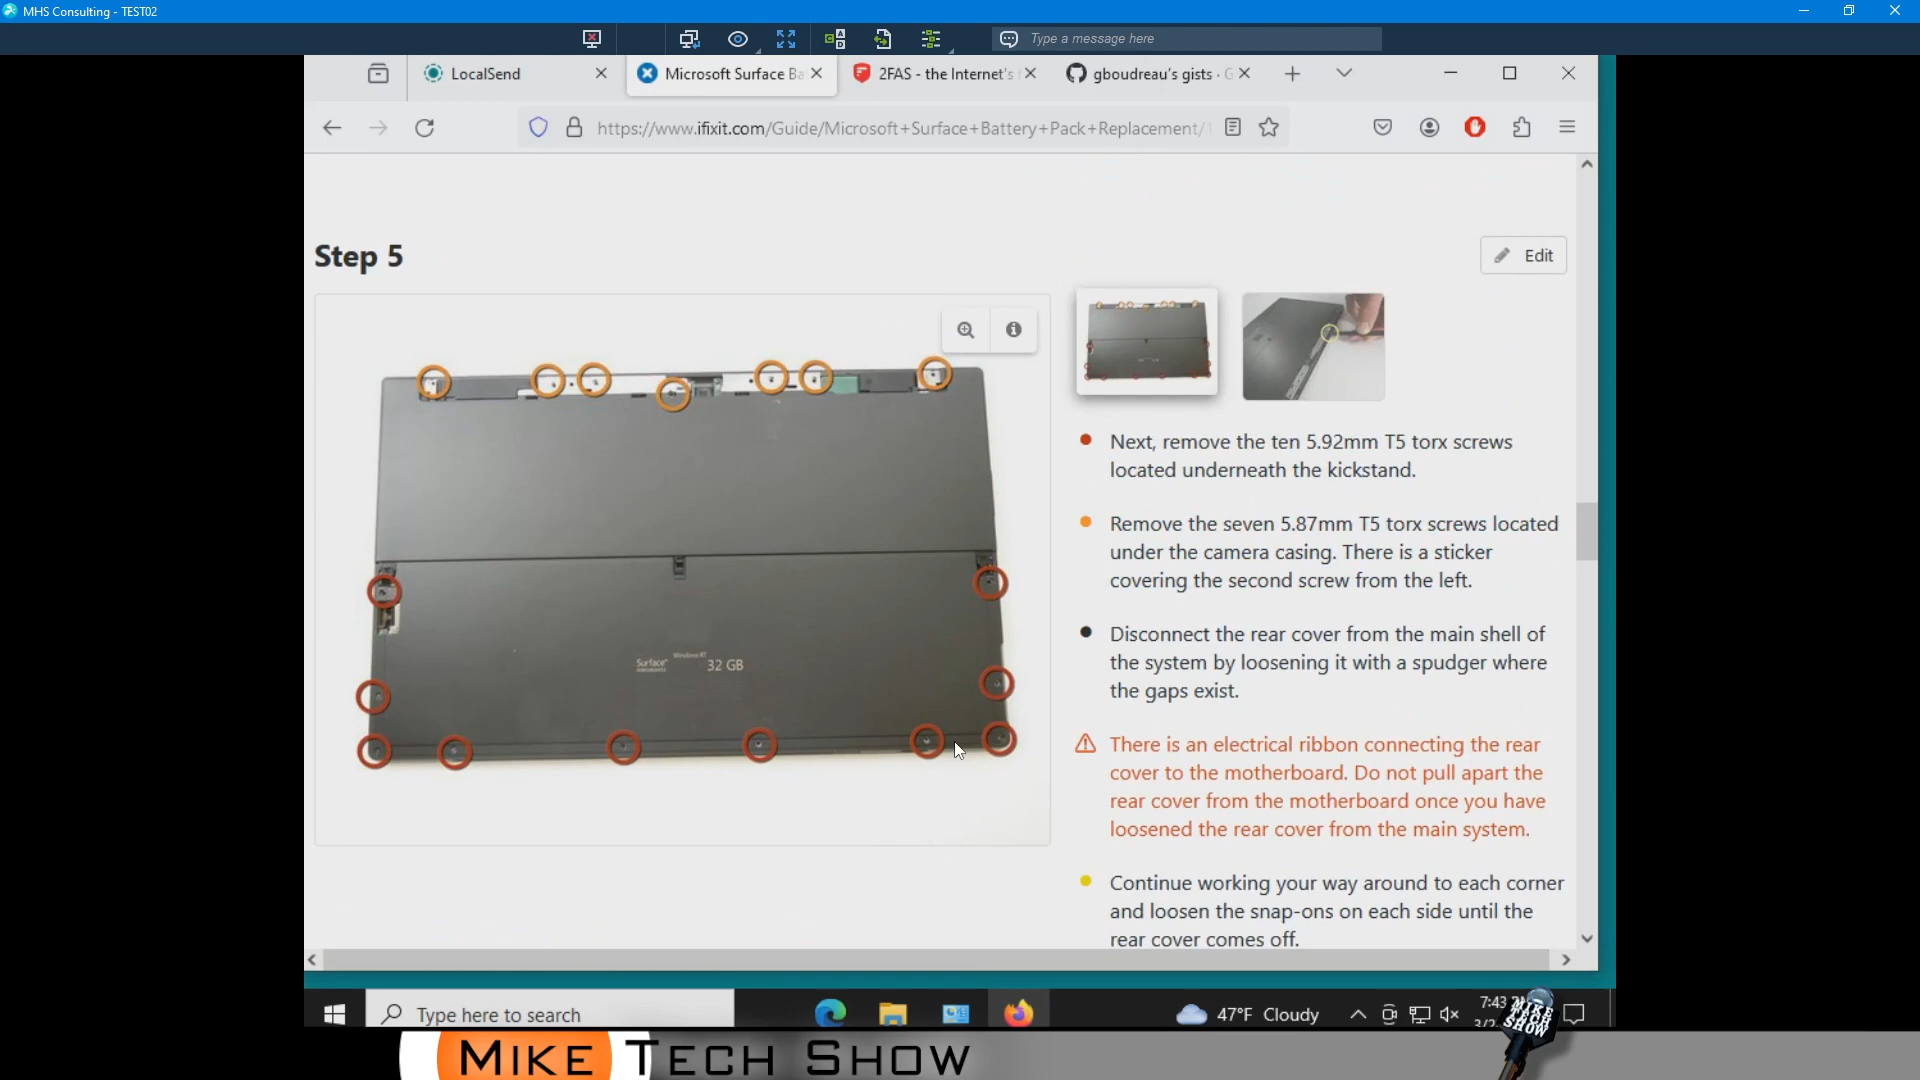 MHS Consulting - TEST02
Type a message here
LocalSend
Microsoft Surface Ba
2FAS - the Internet's
gboudreau's gists · G
https://www.ifixit.com/Guide/Microsoft+Surface+Battery+Pack+Replacement/1
Step 5
Edit
Surface
Windows RT
32 GB
Next, remove the ten 5.92mm T5 torx screws
located underneath the kickstand.
Remove the seven 5.87mm T5 torx screws located
under the camera casing. There is a sticker
covering the second screw from the left.
Disconnect the rear cover from the main shell of
the system by loosening it with a spudger where
the gaps exist.
There is an electrical ribbon connecting the rear
cover to the motherboard. Do not pull apart the
rear cover from the motherboard once you have
loosened the rear cover from the main system.
Continue working your way around to each corner
and loosen the snap-ons on each side until the
rear cover comes off.
Type here to search
47°F Cloudy
7:43
3/2
MIKE TECH SHOW
MIKE
TECH
SHOW